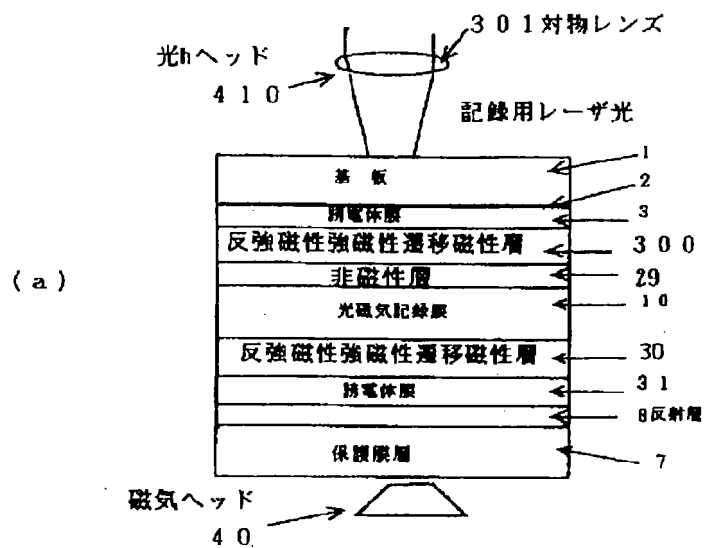 301対物レンズ
光hヘッド
410
記録用レーザ光
1
基 板
2
誘電体膜
3
反強磁性強磁性遷移磁性層
300
(a)
非磁性層
29
光磁気記録膜
10
反強磁性強磁性遷移磁性層
30
誘電体膜
31
8反射層
保護膜層
7
磁気ヘッド
40